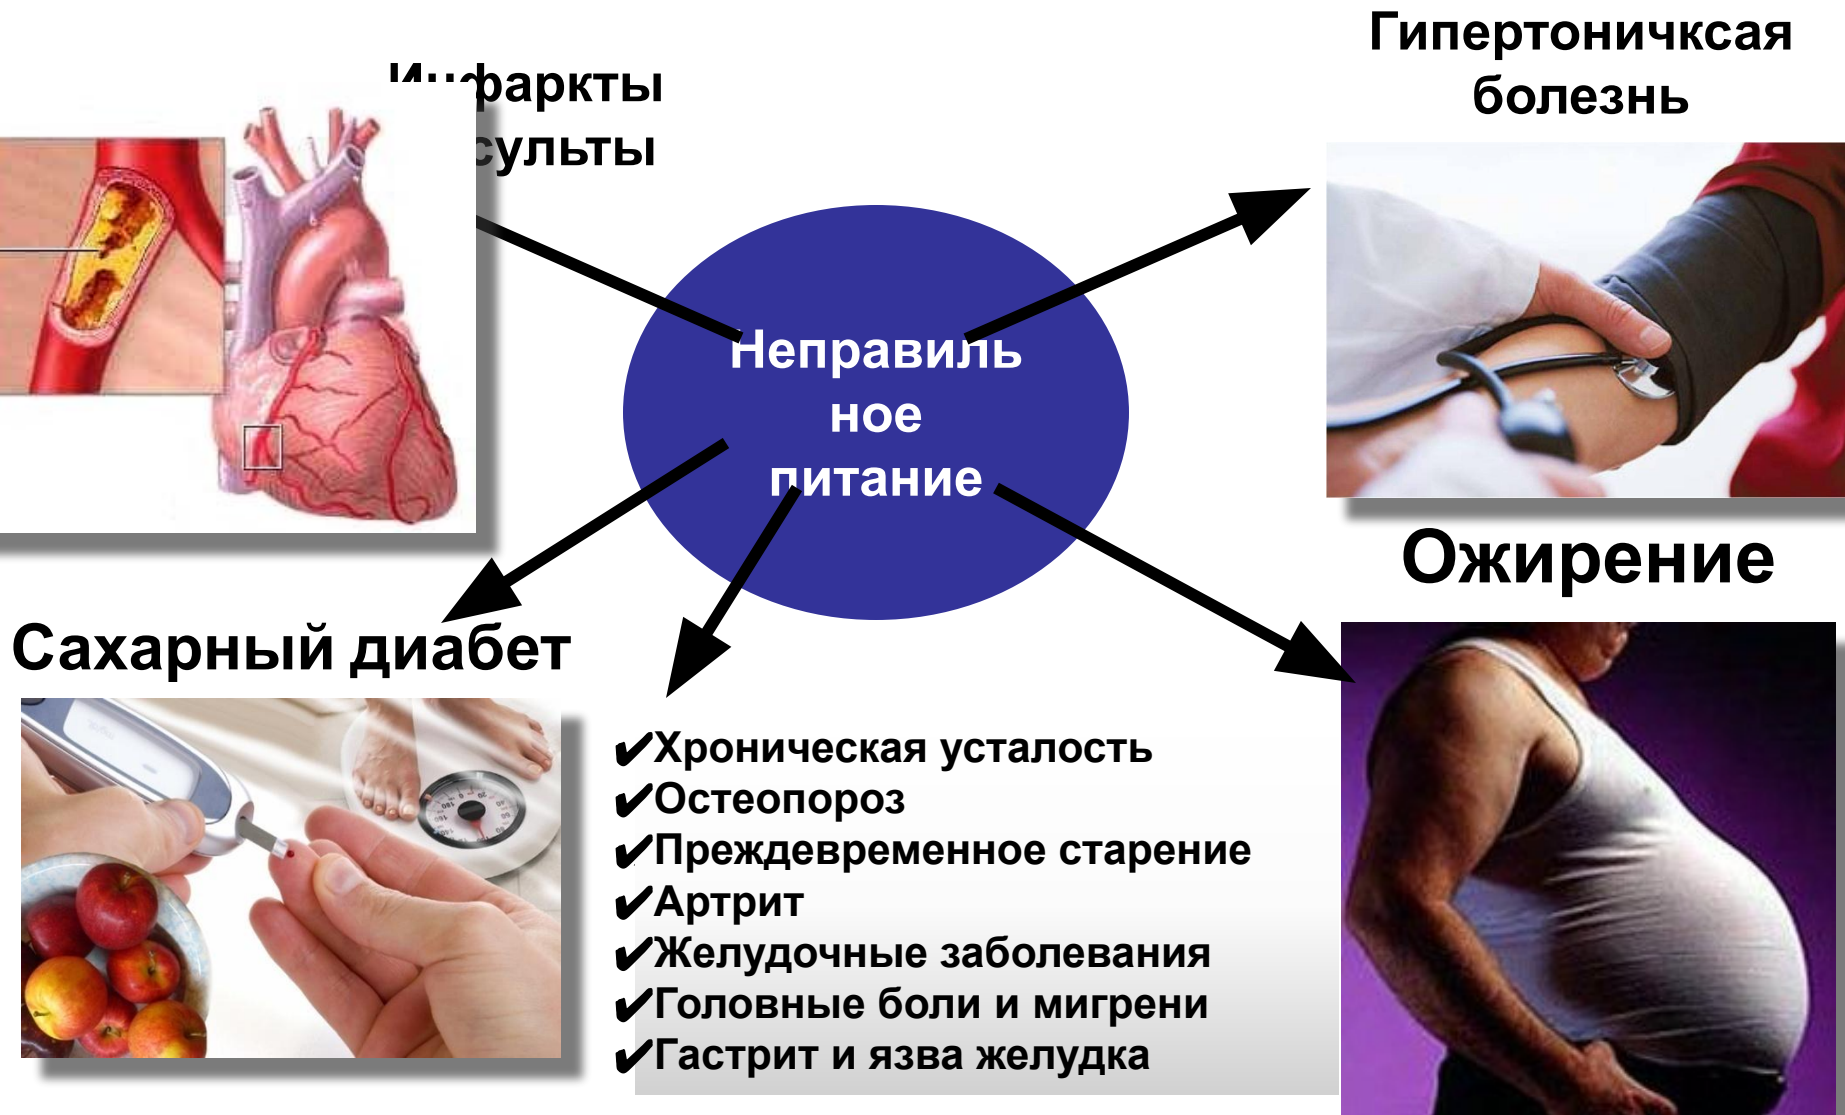 Инфаркты
сульты
Гипертоничксая
болезнь
Неправиль
ное
питание
Ожирение
Сахарный диабет
✔Хроническая усталость
✔Остеопороз
✔Преждевременное старение
✔Артрит
✔Желудочные заболевания
✔Головные боли и мигрени
✔Гастрит и язва желудка